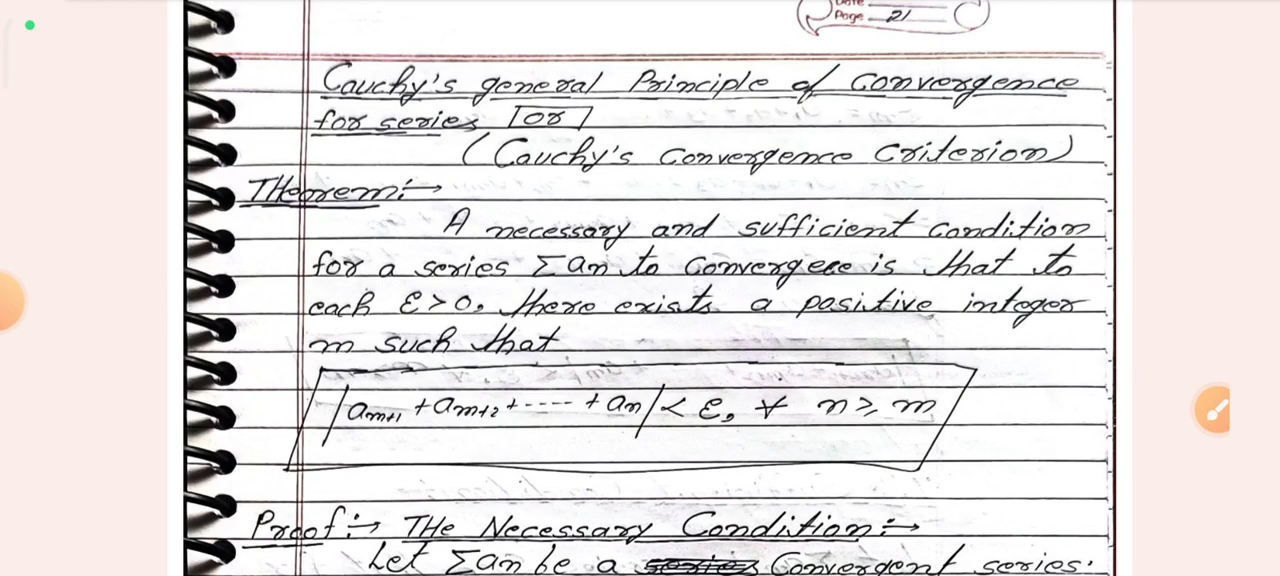 Date
Page 21
Cauchy's general Principle of Convergence
for series [or]
(Cauchy's Convergence Criterion)
THeorem:→
A necessary and sufficient condition
for a series Σan to Convergece is that to
each ε>0, there exists a positive integer
m such that
|am+1 + am+2 + ---- + an| < ε, ∀ n ≥ m
Proof:→ THe Necessary Condition:→
Let Σan be a series Convergent series.